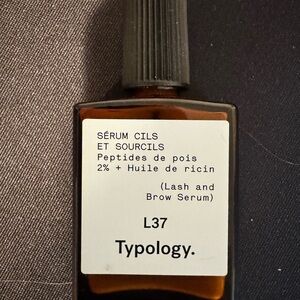 SÉRUM CILS
ET SOURCILS
Peptides de pois
2% + Huile de ricin
(Lash and
Brow Serum)
L37
Typology.